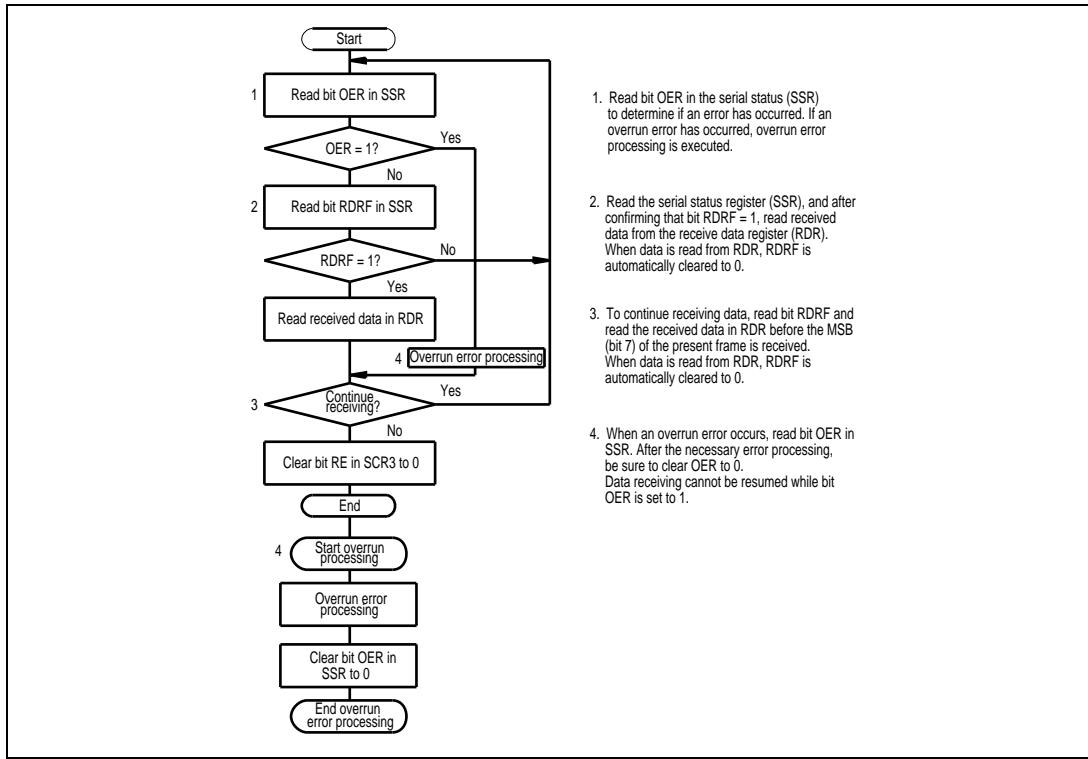 Start
1
Read bit OER in SSR
OER = 1?
Yes
No
2
Read bit RDRF in SSR
RDRF = 1?
No
Yes
Read received data in RDR
4
Overrun error processing
3
Continue
receiving?
Yes
No
Clear bit RE in SCR3 to 0
End
4
Start overrun
processing
Overrun error
processing
Clear bit OER in
SSR to 0
End overrun
error processing
1. Read bit OER in the serial status (SSR)
to determine if an error has occurred. If an
overrun error has occurred, overrun error
processing is executed.
2. Read the serial status register (SSR), and after
confirming that bit RDRF = 1, read received
data from the receive data register (RDR).
When data is read from RDR, RDRF is
automatically cleared to 0.
3. To continue receiving data, read bit RDRF and
read the received data in RDR before the MSB
(bit 7) of the present frame is received.
When data is read from RDR, RDRF is
automatically cleared to 0.
4. When an overrun error occurs, read bit OER in
SSR. After the necessary error processing,
be sure to clear OER to 0.
Data receiving cannot be resumed while bit
OER is set to 1.